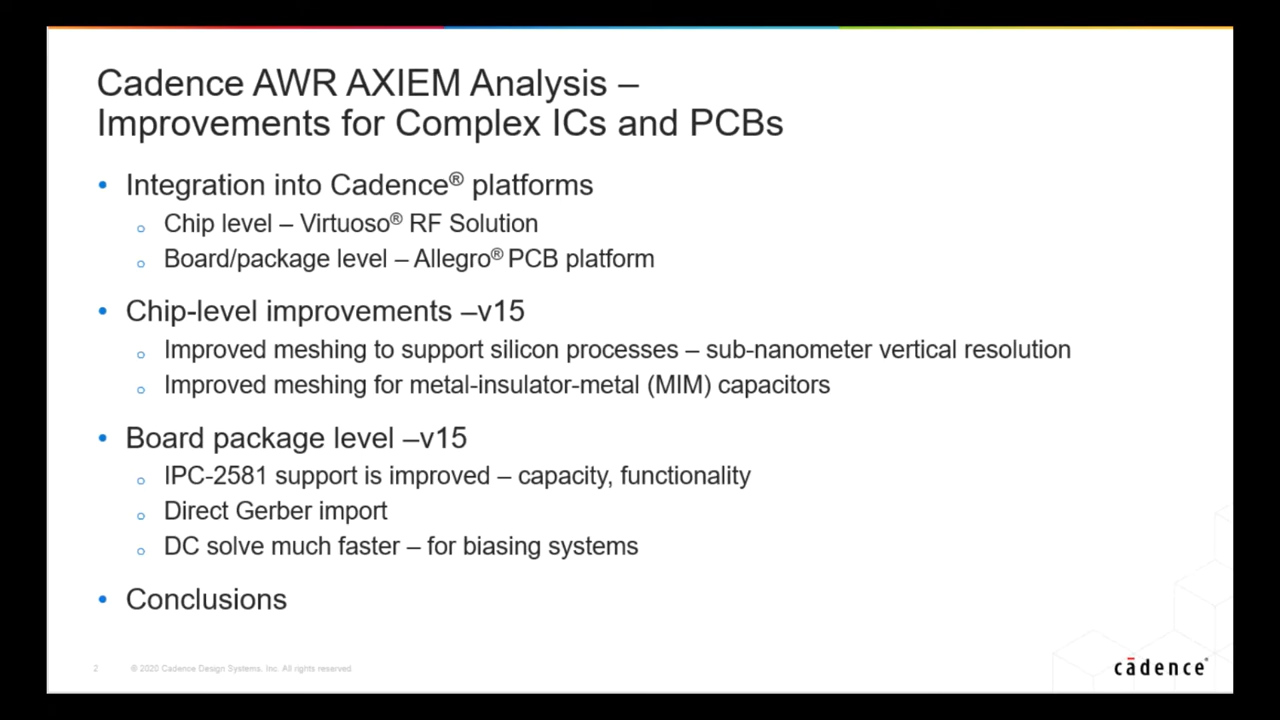 Cadence AWR AXIEM Analysis –
Improvements for Complex ICs and PCBs
• Integration into Cadence® platforms
o Chip level – Virtuoso® RF Solution
o Board/package level – Allegro® PCB platform
• Chip-level improvements –v15
o Improved meshing to support silicon processes – sub-nanometer vertical resolution
o Improved meshing for metal-insulator-metal (MIM) capacitors
• Board package level –v15
o IPC-2581 support is improved – capacity, functionality
o Direct Gerber import
o DC solve much faster – for biasing systems
• Conclusions
2 © 2020 Cadence Design Systems, Inc. All rights reserved
cādence®